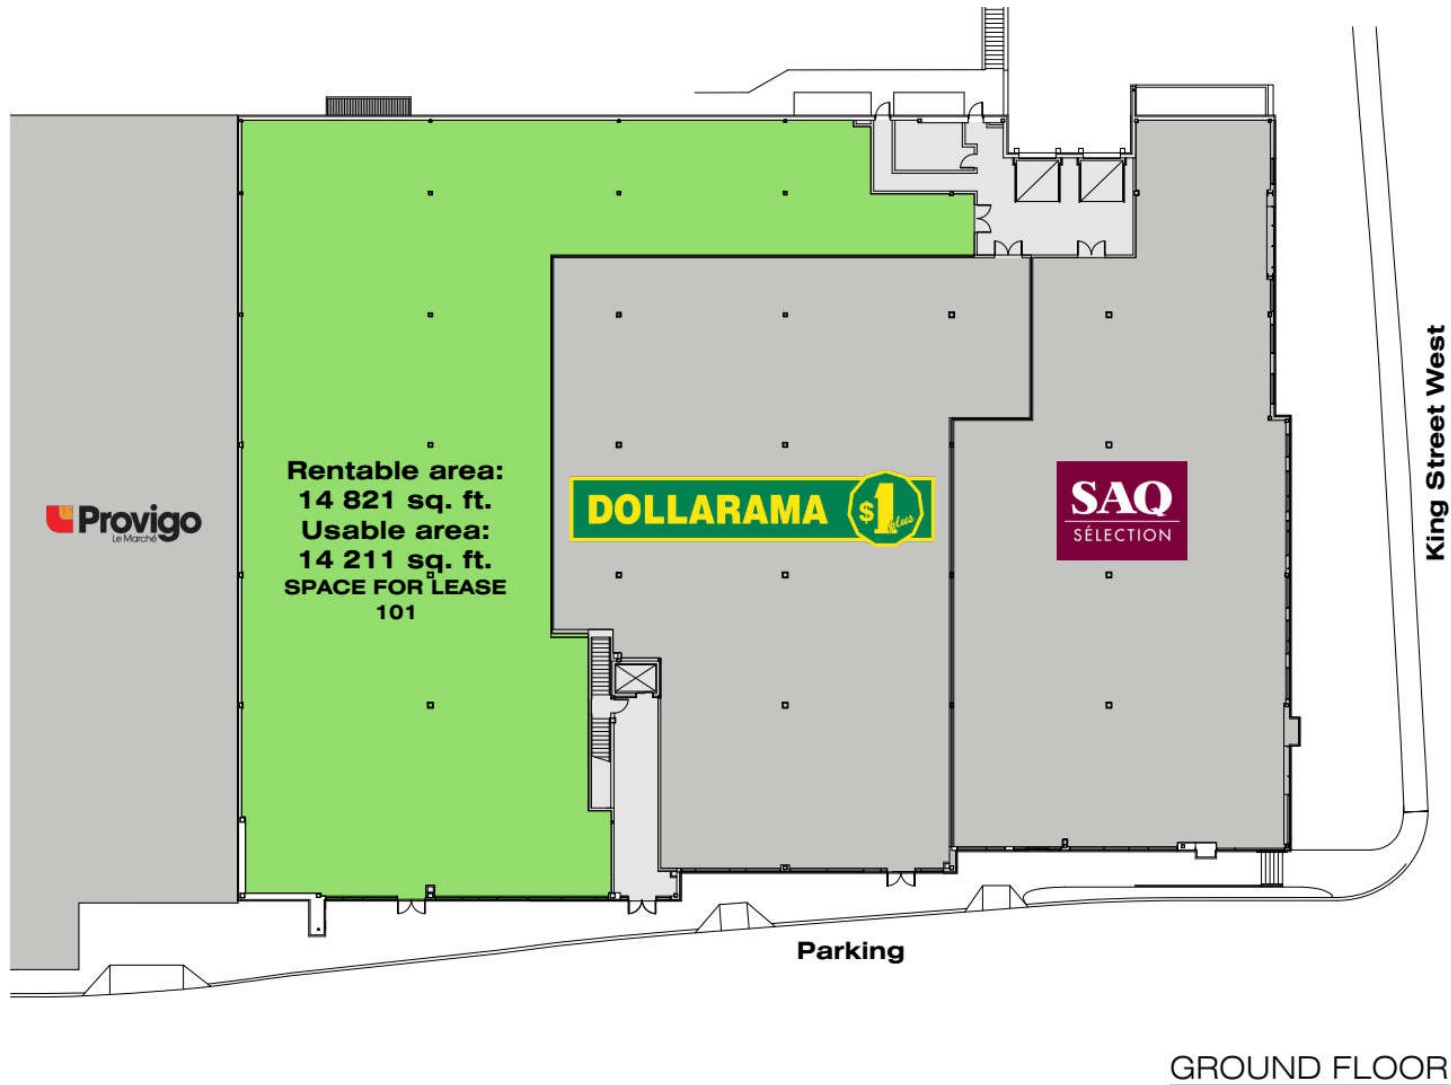 Provigo
Le Marché
Rentable area:
14 821 sq. ft.
Usable area:
14 211 sq. ft.
SPACE FOR LEASE
101
DOLLARAMA $1 plus
SAQ
SÉLECTION
King Street West
Parking
GROUND FLOOR